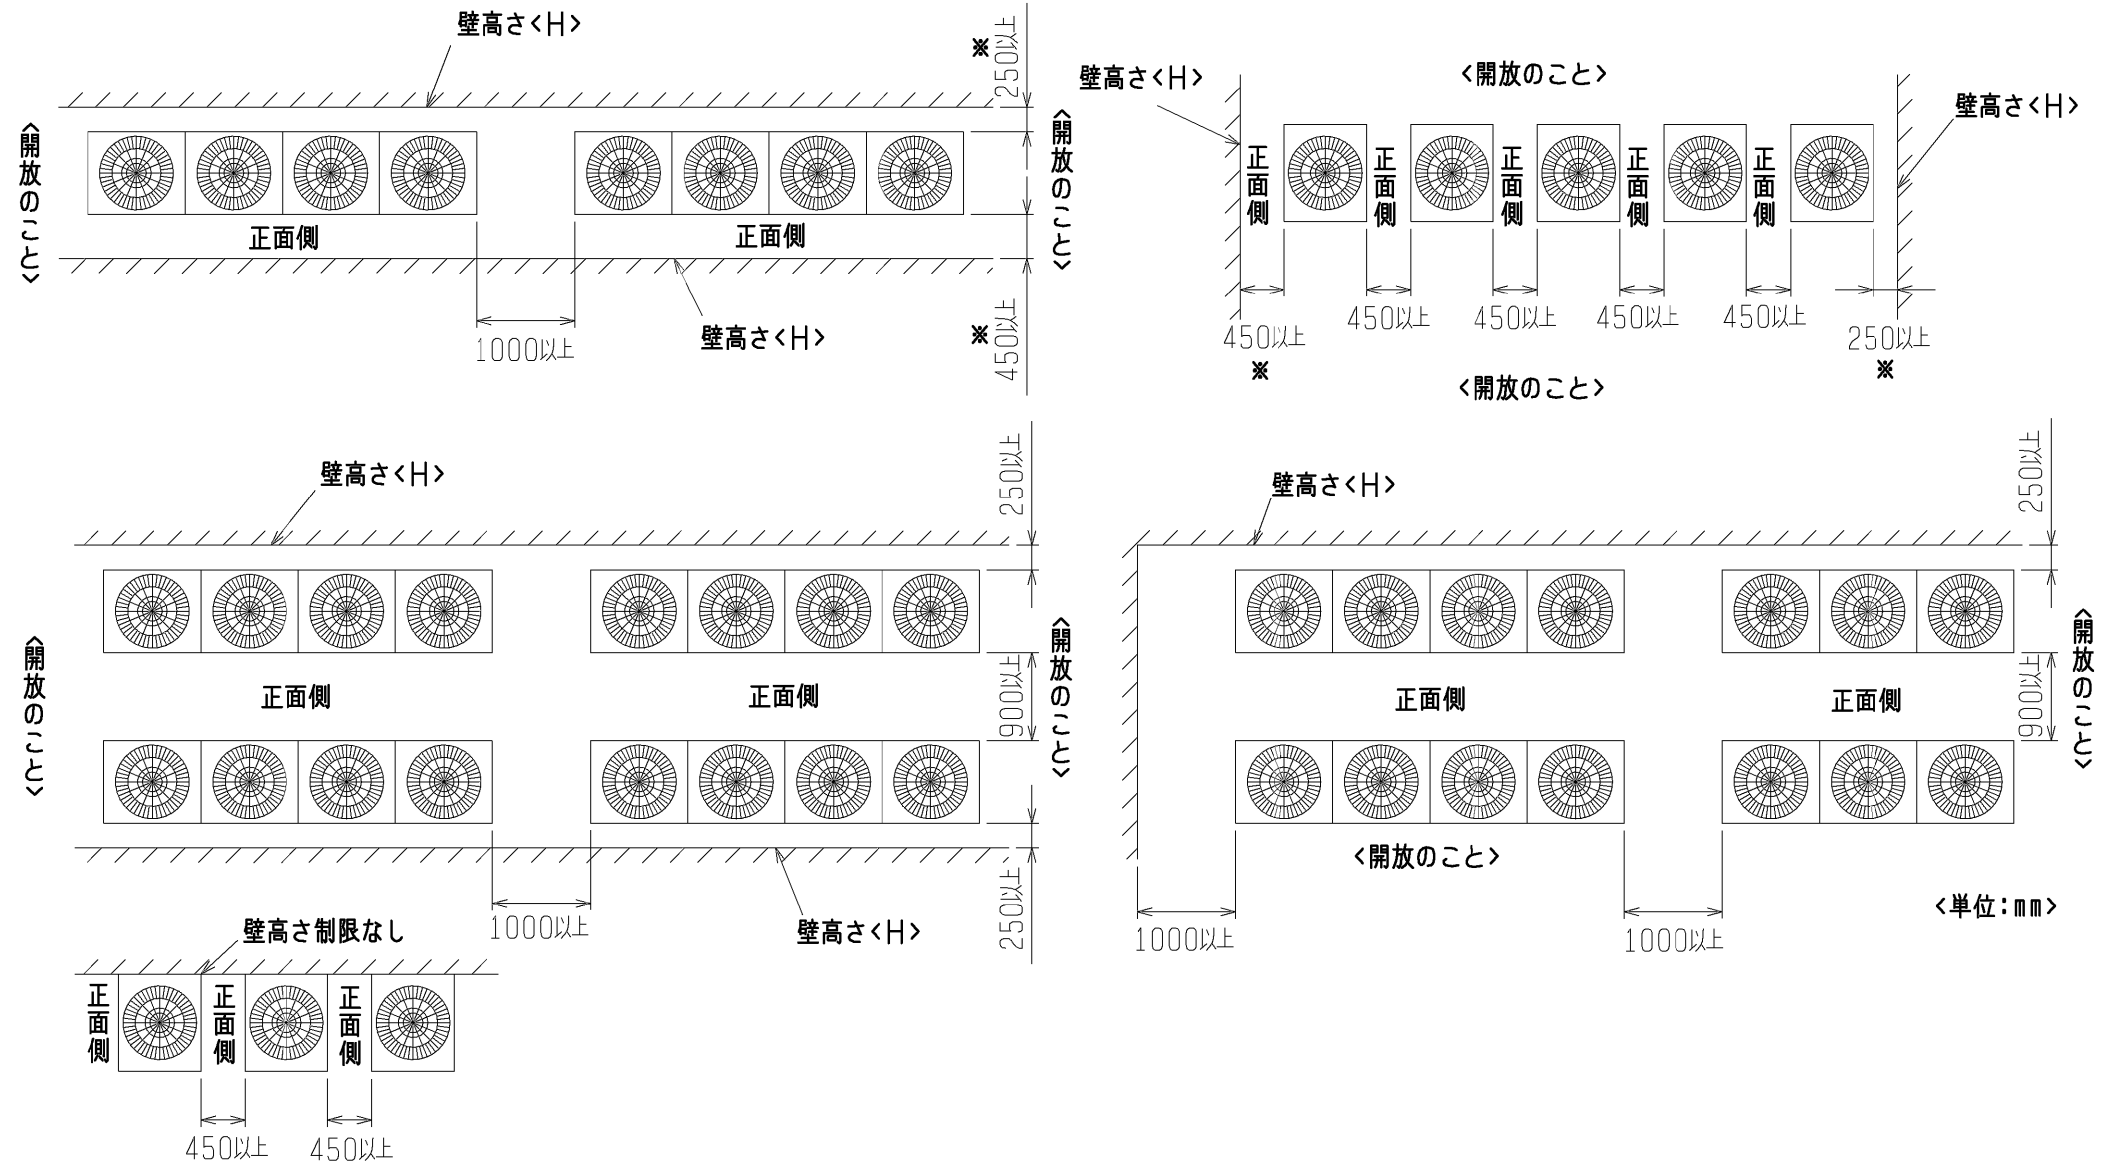 壁高さ<H>
※
250以上
<開放のこと>
<開放のこと>
正面側
正面側
壁高さ<H>
1000以上
※
450以上
<開放のこと>
壁高さ<H>
壁高さ<H>
正面側
正面側
正面側
正面側
正面側
450以上
450以上
450以上
450以上
450以上
250以上
※
※
<開放のこと>
壁高さ<H>
250以上
<開放のこと>
正面側
正面側
900以上
<開放のこと>
1000以上
壁高さ<H>
250以上
壁高さ<H>
250以上
正面側
正面側
900以上
<開放のこと>
<開放のこと>
1000以上
1000以上
<単位:mm>
壁高さ制限なし
正面側
正面側
正面側
450以上
450以上